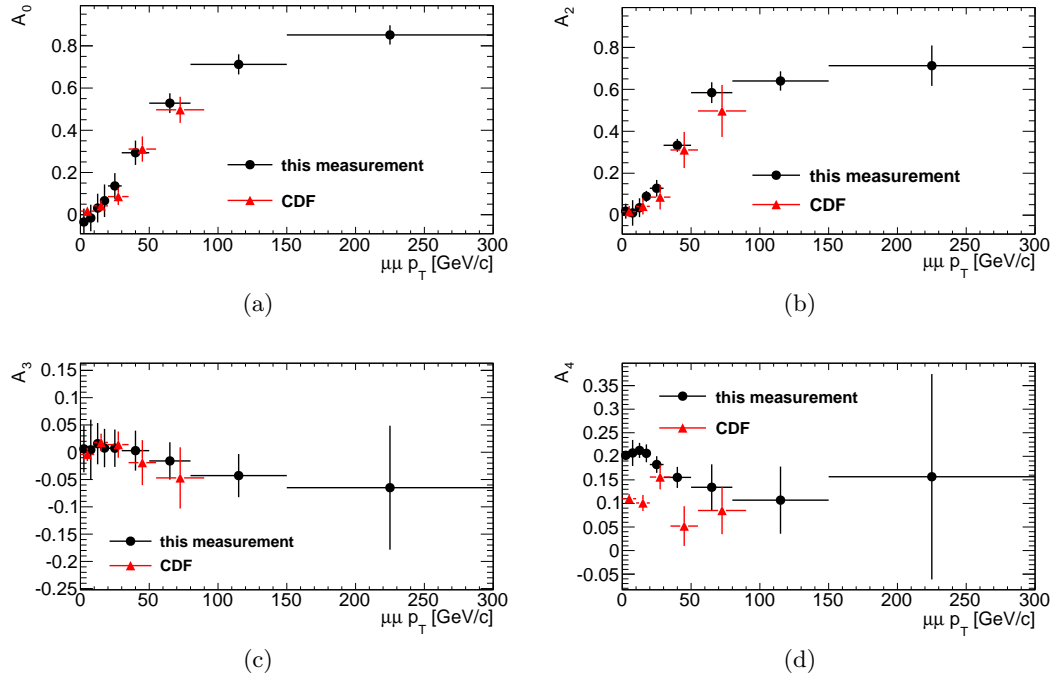 A₀
0.8
0.6
0.4
0.2
0
this measurement
CDF
0 50 100 150 200 250 300
μμ p_T [GeV/c]
(a)
A₂
0.8
0.6
0.4
0.2
0
this measurement
CDF
0 50 100 150 200 250 300
μμ p_T [GeV/c]
(b)
A₃
0.15
0.1
0.05
0
-0.05
-0.1
-0.15
-0.2
-0.25
this measurement
CDF
0 50 100 150 200 250 300
μμ p_T [GeV/c]
(c)
A₄
0.35
0.3
0.25
0.2
0.15
0.1
0.05
0
-0.05
this measurement
CDF
0 50 100 150 200 250 300
μμ p_T [GeV/c]
(d)